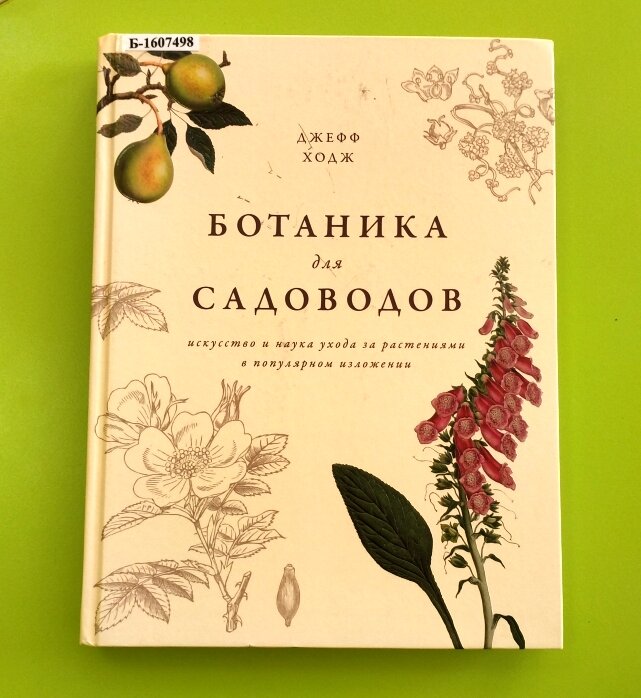 Б-1607498
ДЖЕФФ
ХОДЖ
БОТАНИКА
для
САДОВОДОВ
искусство и наука ухода за растениями
в популярном изложении